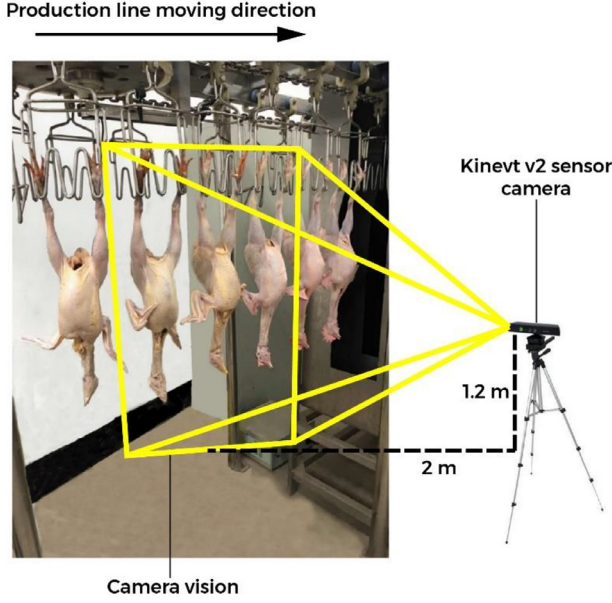 Production line moving direction
Kinevt v2 sensor
camera
1.2 m
2 m
Camera vision